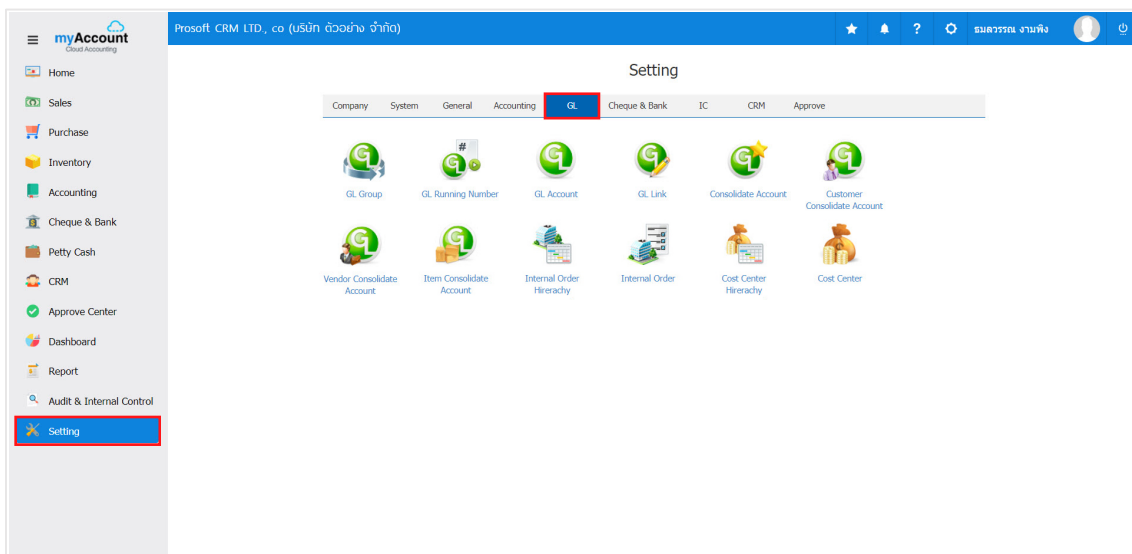 myAccount
Cloud Accounting
Prosoft CRM LTD., co (บริษัท ตัวอย่าง จำกัด)
?
ธมลวรรณ งามพิง
Home
Sales
Purchase
Inventory
Accounting
Cheque & Bank
Petty Cash
CRM
Approve Center
Dashboard
Report
Audit & Internal Control
Setting
Setting
Company System General Accounting GL Cheque & Bank IC CRM Approve
GL Group
GL Running Number
GL Account
GL Link
Consolidate Account
Customer
Consolidate Account
Vendor Consolidate
Account
Item Consolidate
Account
Internal Order
Hirerachy
Internal Order
Cost Center
Hirerachy
Cost Center